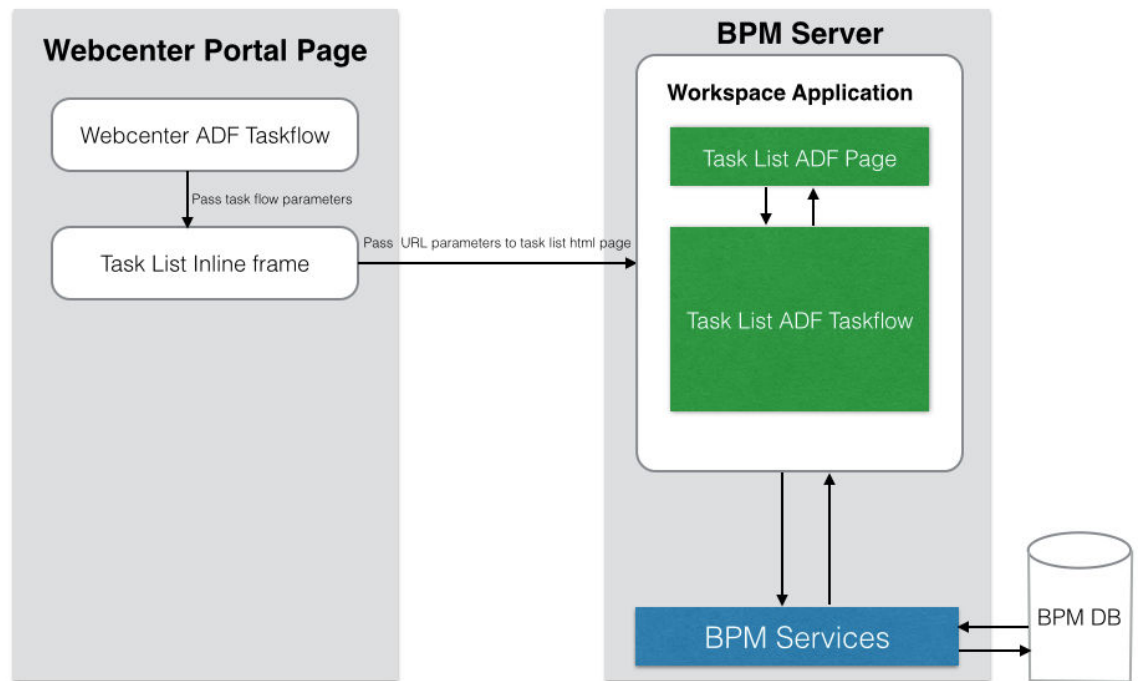 Webcenter Portal Page
Webcenter ADF Taskflow
Pass task flow parameters
Task List Inline frame
Pass URL parameters to task list html page
BPM Server
Workspace Application
Task List ADF Page
Task List ADF Taskflow
BPM Services
BPM DB